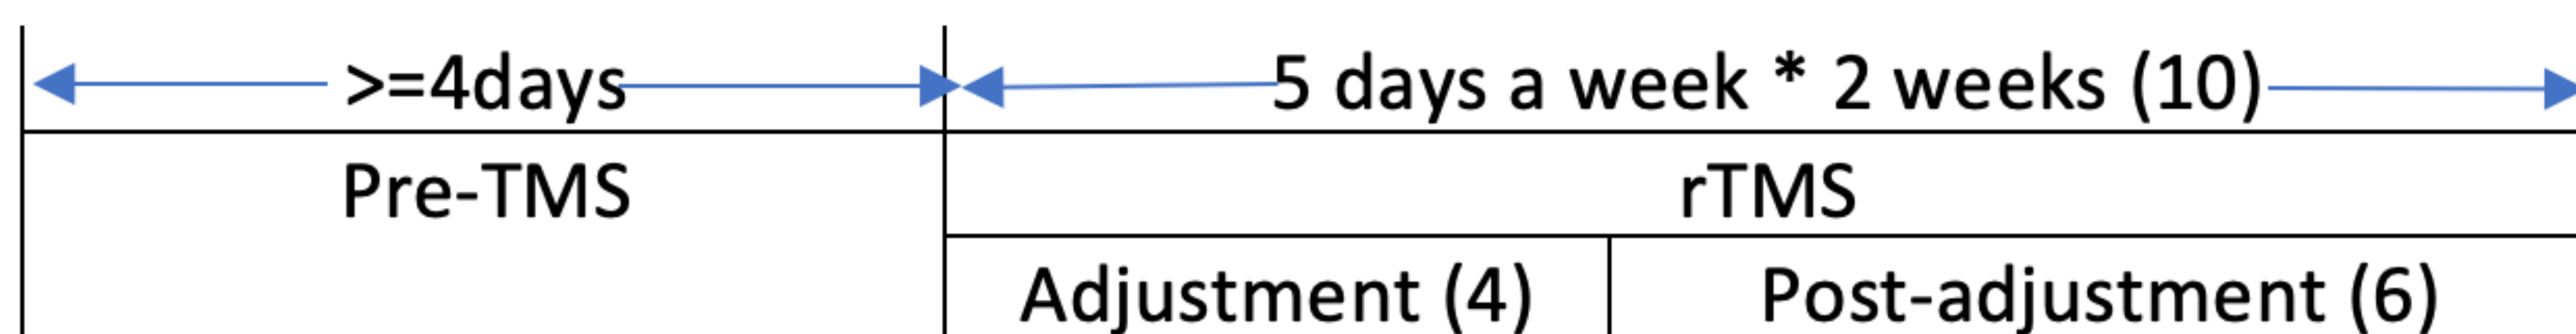 >=4days
5 days a week * 2 weeks (10)
Pre-TMS
rTMS
Adjustment (4)
Post-adjustment (6)